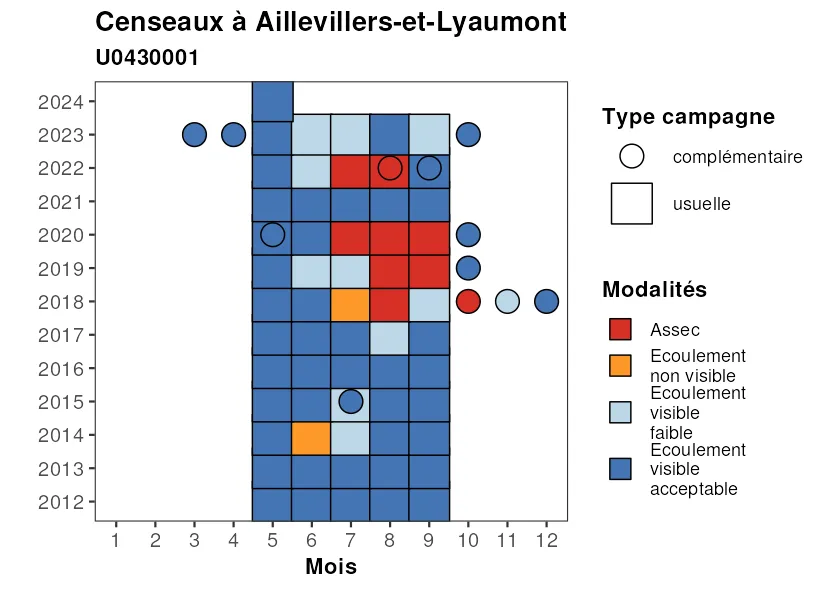 Censeaux à Aillevillers-et-Lyaumont
U0430001
2024
2023
2022
2021
2020
2019
2018
2017
2016
2015
2014
2013
2012
1 2 3 4 5 6 7 8 9 10 11 12
Mois
Type campagne
complémentaire
usuelle
Modalités
Assec
Ecoulement
non visible
Ecoulement
visible
faible
Ecoulement
visible
acceptable